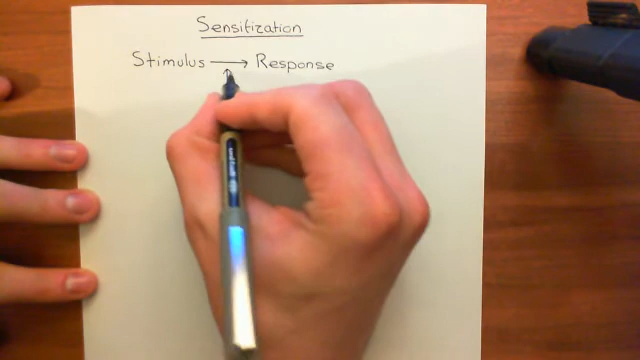 Sensitization
Stimulus → Response